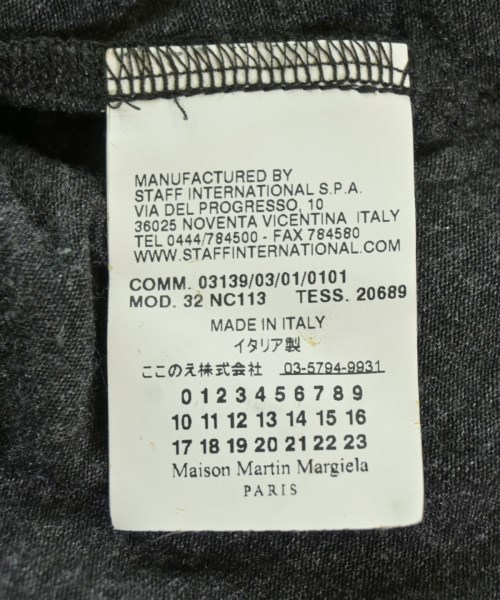 MANUFACTURED BY
STAFF INTERNATIONAL S.P.A.
VIA DEL PROGRESSO, 10
36025 NOVENTA VICENTINA ITALY
TEL 0444/784500 - FAX 784580
WWW.STAFFINTERNATIONAL.COM
COMM. 03139/03/01/0101
MOD. 32 NC113 TESS. 20689
MADE IN ITALY
イタリア製
ここのえ株式会社 03-5794-9931
0 1 2 3 4 5 6 7 8 9
10 11 12 13 14 15 16
17 18 19 20 21 22 23
Maison Martin Margiela
PARIS